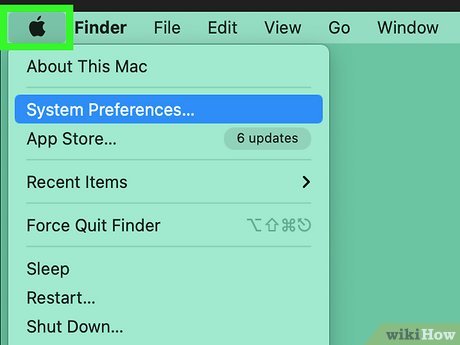 Finder File Edit View Go Window
About This Mac
System Preferences...
App Store... 6 updates
Recent Items
Force Quit Finder ⌥⇧⌘⎋
Sleep
Restart...
Shut Down...
wikiHow